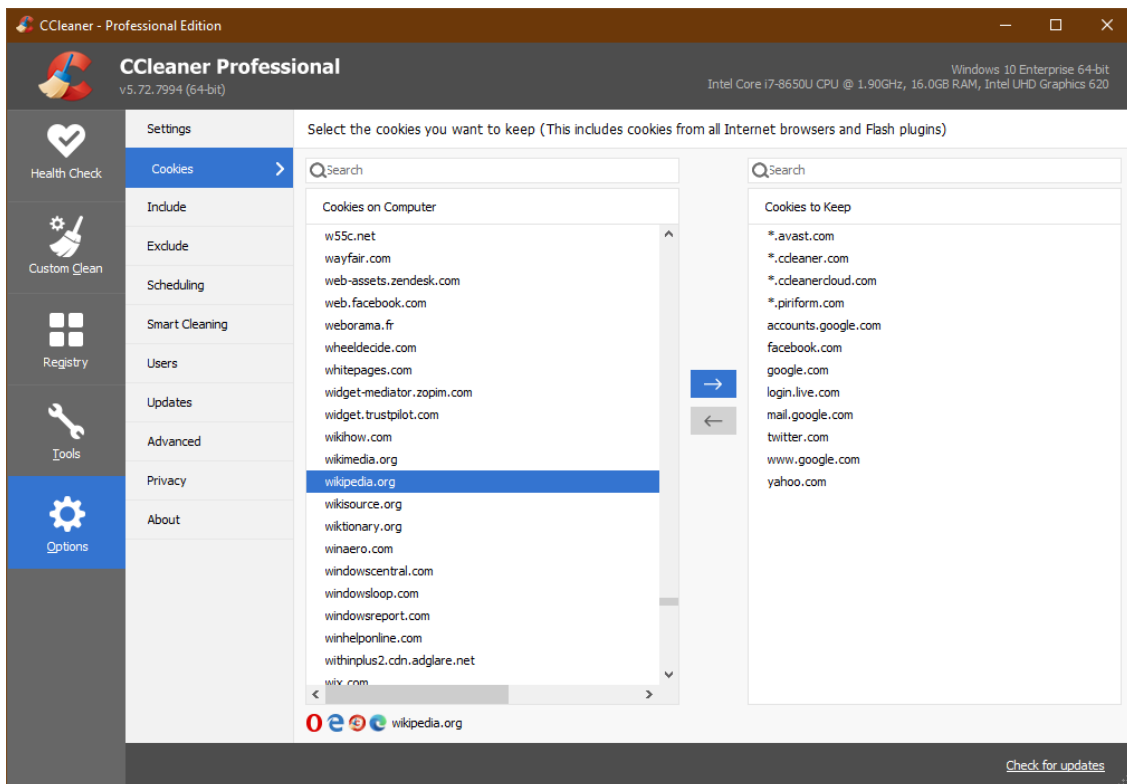 CCleaner - Professional Edition
CCleaner Professional
v5.72.7994 (64-bit)
Windows 10 Enterprise 64-bit
Intel Core i7-8650U CPU @ 1.90GHz, 16.0GB RAM, Intel UHD Graphics 620
Health Check
Custom Clean
Registry
Tools
Options
Settings
Cookies
Include
Exclude
Scheduling
Smart Cleaning
Users
Updates
Advanced
Privacy
About
Select the cookies you want to keep (This includes cookies from all Internet browsers and Flash plugins)
Search
Cookies on Computer
w55c.net
wayfair.com
web-assets.zendesk.com
web.facebook.com
weborama.fr
wheeldecide.com
whitepages.com
widget-mediator.zopim.com
widget.trustpilot.com
wikihow.com
wikimedia.org
wikipedia.org
wikisource.org
wiktionary.org
winaero.com
windowscentral.com
windowsloop.com
windowsreport.com
winhelponline.com
withinplus2.cdn.adglare.net
wix.com
wikipedia.org
Search
Cookies to Keep
*.avast.com
*.ccleaner.com
*.ccleanercloud.com
*.piriform.com
accounts.google.com
facebook.com
google.com
login.live.com
mail.google.com
twitter.com
www.google.com
yahoo.com
Check for updates